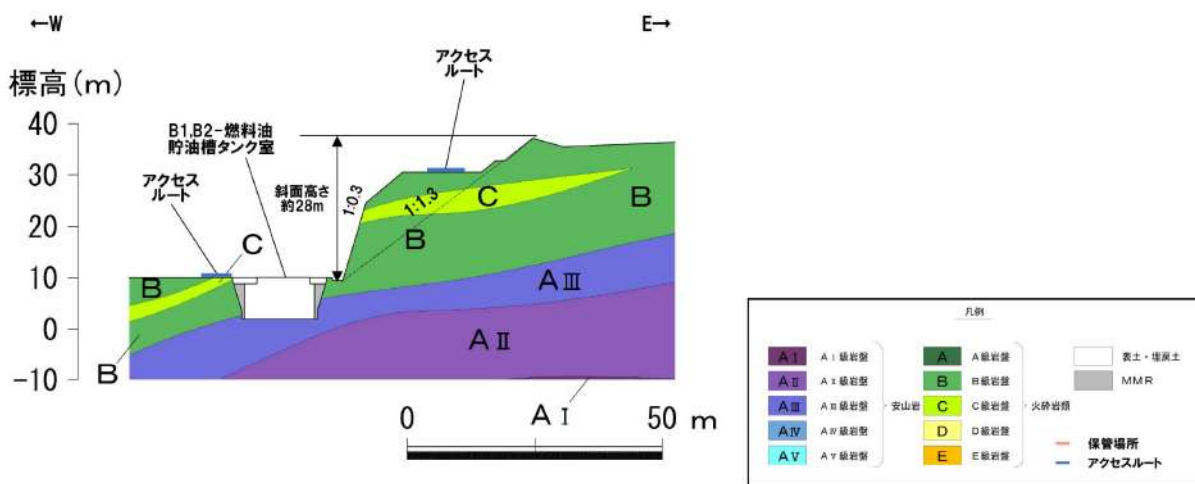 ←W
E→
標高(m)
40
30
20
10
0
-10
アクセス
ルート
B1,B2-燃料油
貯油槽タンク室
アクセス
ルート
斜面高さ
約28m
1:0.3
1:1.3
C
B
B
C
B
B
AⅢ
AⅡ
AⅠ
0
50
m
凡例
AⅠ AⅠ級岩盤
AⅡ AⅡ級岩盤
AⅢ AⅢ級岩盤
AⅣ AⅣ級岩盤
AⅤ AⅤ級岩盤
安山岩
A A級岩盤
B B級岩盤
C C級岩盤
D D級岩盤
E E級岩盤
火砕岩類
表土・埋戻土
MMR
保管場所
アクセスルート